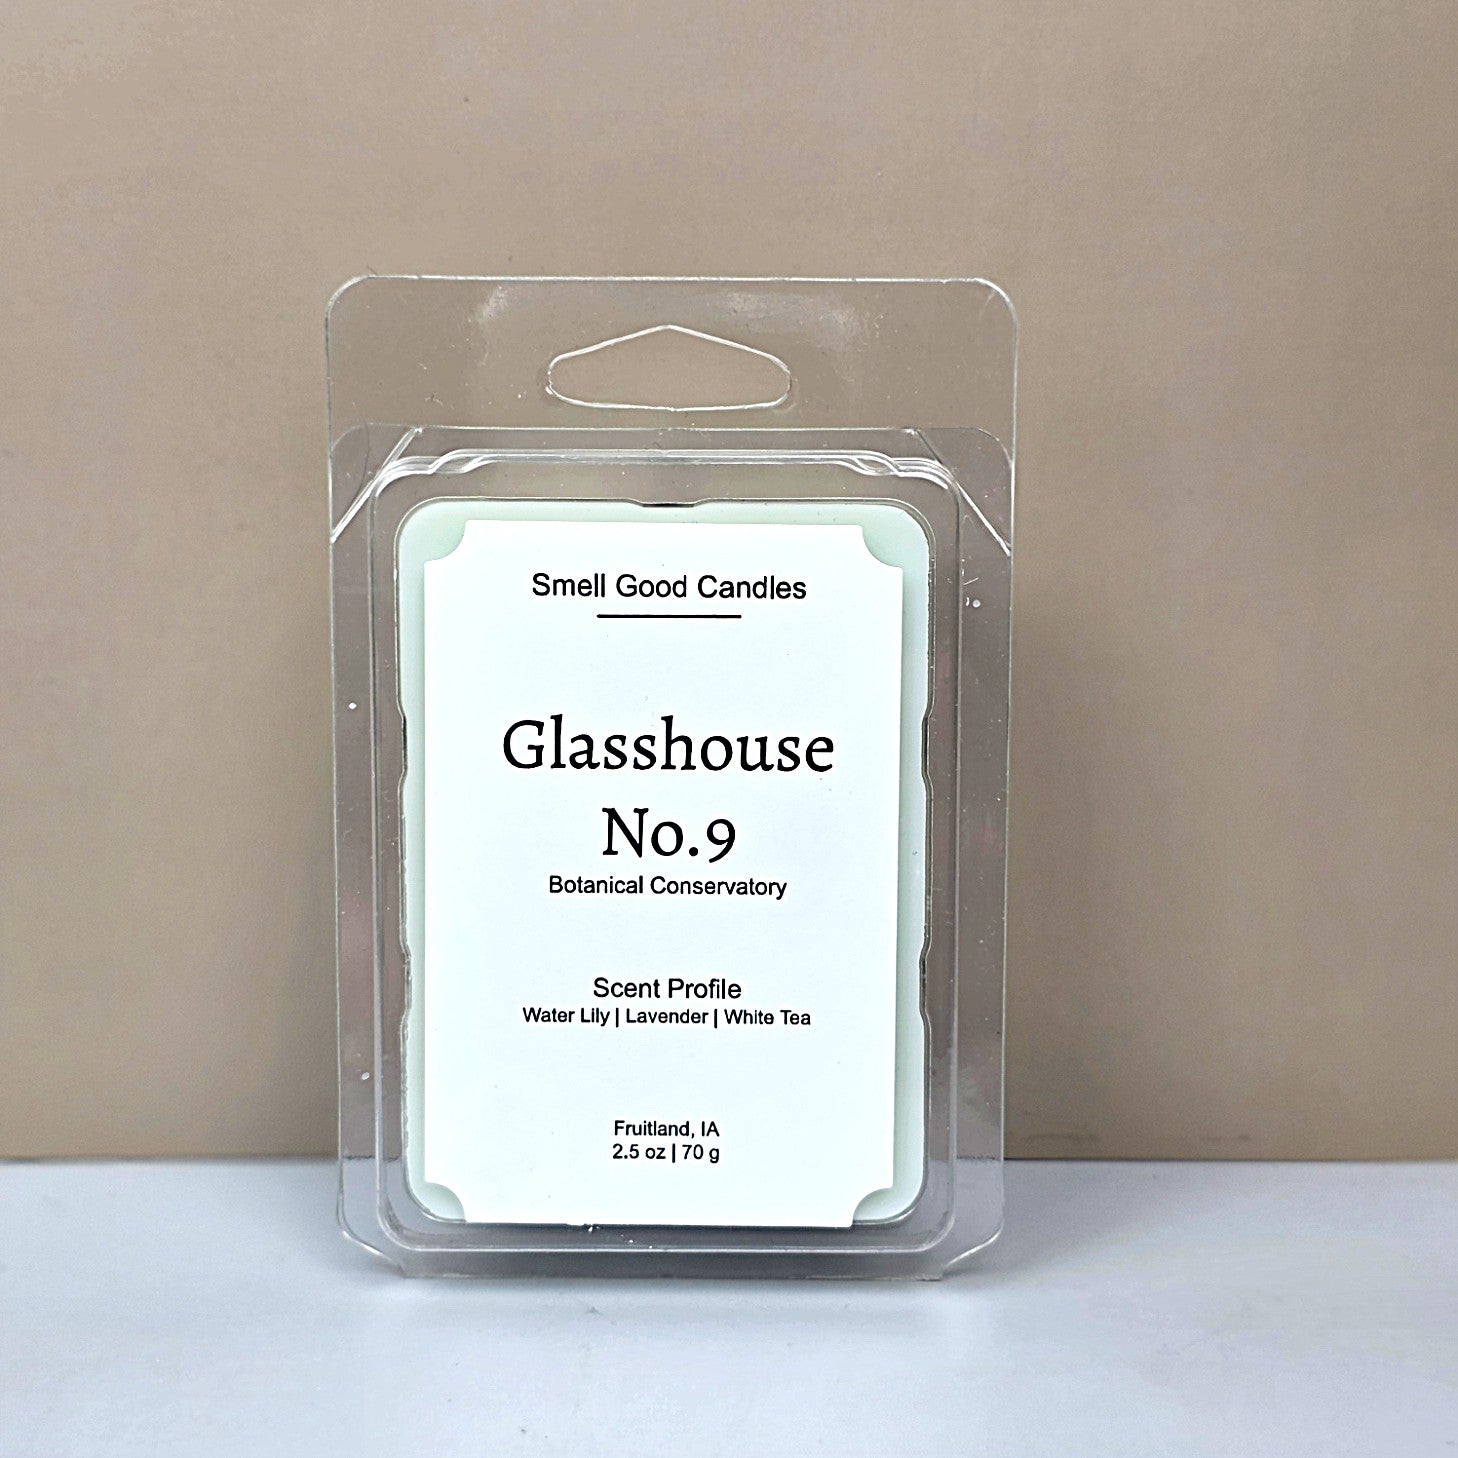 Smell Good Candles
Glasshouse
No.9
Botanical Conservatory
Scent Profile
Water Lily | Lavender | White Tea
Fruitland, IA
2.5 oz | 70 g